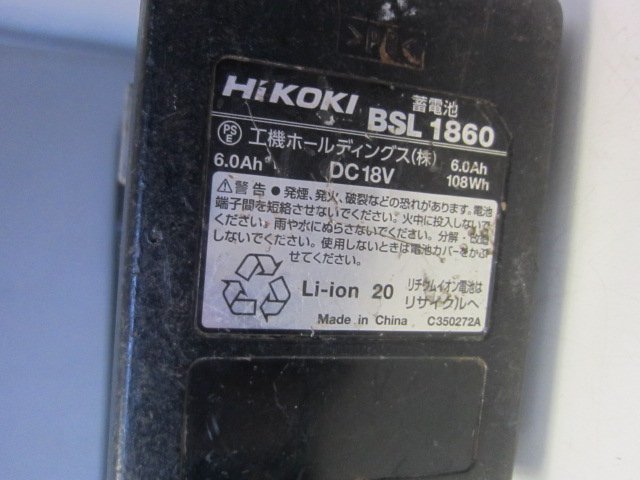 >PC<
HiKOKI 蓄電池
BSL 1860
PS
E 工機ホールディングス(株)
6.0Ah DC18V 6.0Ah
108Wh
⚠警告 ● 発煙、発火、破裂などの恐れがあります。電池
端子間を短絡させないでください。火中に投入しないで
ください。雨や水にぬらさないでください。分解・改造
しないでください。使用しないときは電池カバーをかぶ
せてください。
Li-ion 20 リチウムイオン電池は
リサイクルへ
Made in China C350272A